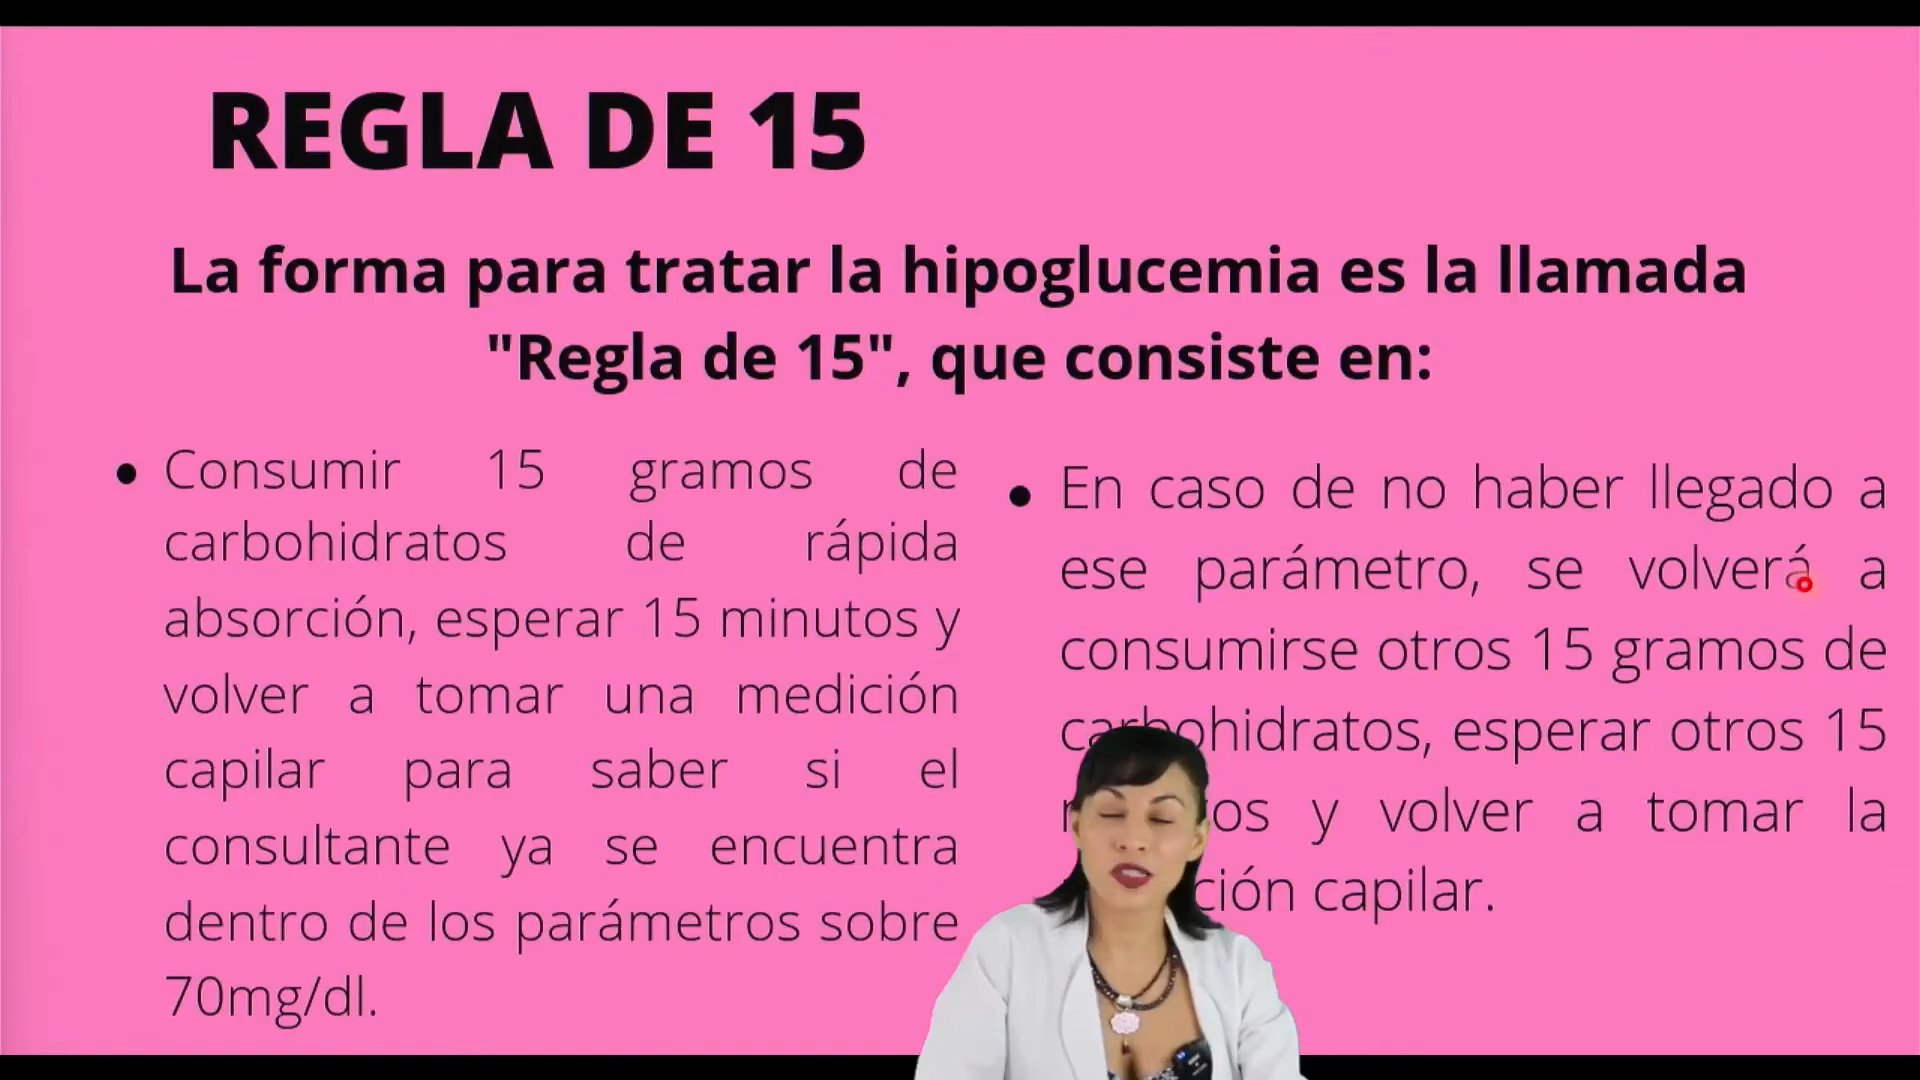 REGLA DE 15
La forma para tratar la hipoglucemia es la llamada
"Regla de 15", que consiste en:
Consumir 15 gramos de
carbohidratos de rápida
absorción, esperar 15 minutos y
volver a tomar una medición
capilar para saber si el
consultante ya se encuentra
dentro de los parámetros sobre
70mg/dl.
En caso de no haber llegado a
ese parámetro, se volverá a
consumirse otros 15 gramos de
carbohidratos, esperar otros 15
y volver a tomar la
capilar.